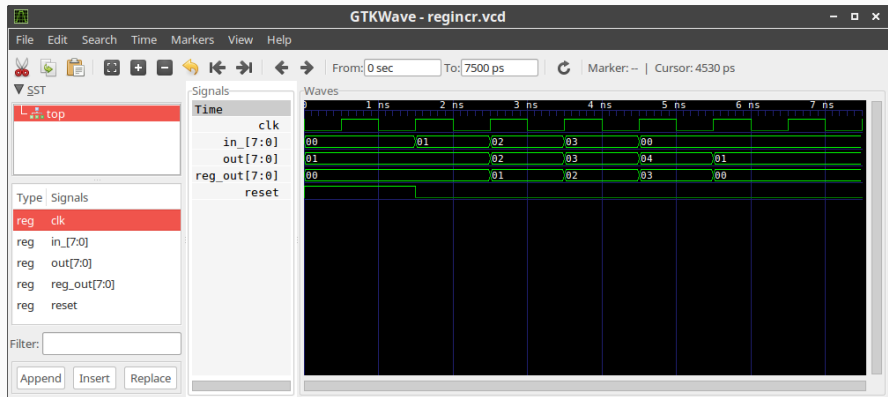 GTKWave - regincr.vcd
File Edit Search Time Markers View Help
From: 0 sec To: 7500 ps Marker: -- | Cursor: 4530 ps
▼ SST
top
Type Signals
reg clk
reg in_[7:0]
reg out[7:0]
reg reg_out[7:0]
reg reset
Filter:
Append Insert Replace
Signals
Time
clk
in_[7:0]
out[7:0]
reg_out[7:0]
reset
Waves
0 1 ns 2 ns 3 ns 4 ns 5 ns 6 ns 7 ns
00 01 02 03 00
01 02 03 04 01
00 01 02 03 00